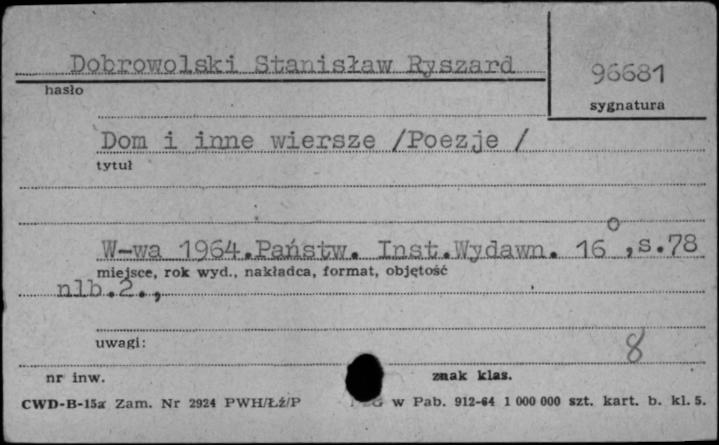 Dobrowolski Stanisław Ryszard
hasło
96681
sygnatura
Dom i inne wiersze /Poezje /
tytuł
W-wa 1964.Państw. Inst.Wydawn. 16°,s.78
miejsce, rok wyd., nakładca, format, objętość
nlb.2.,
uwagi:
8
nr inw.
znak klas.
CWD-B-15a Zam. Nr 2924 PWH/Łź/P
w Pab. 912-64 1 000 000 szt. kart. b. kl. 5.